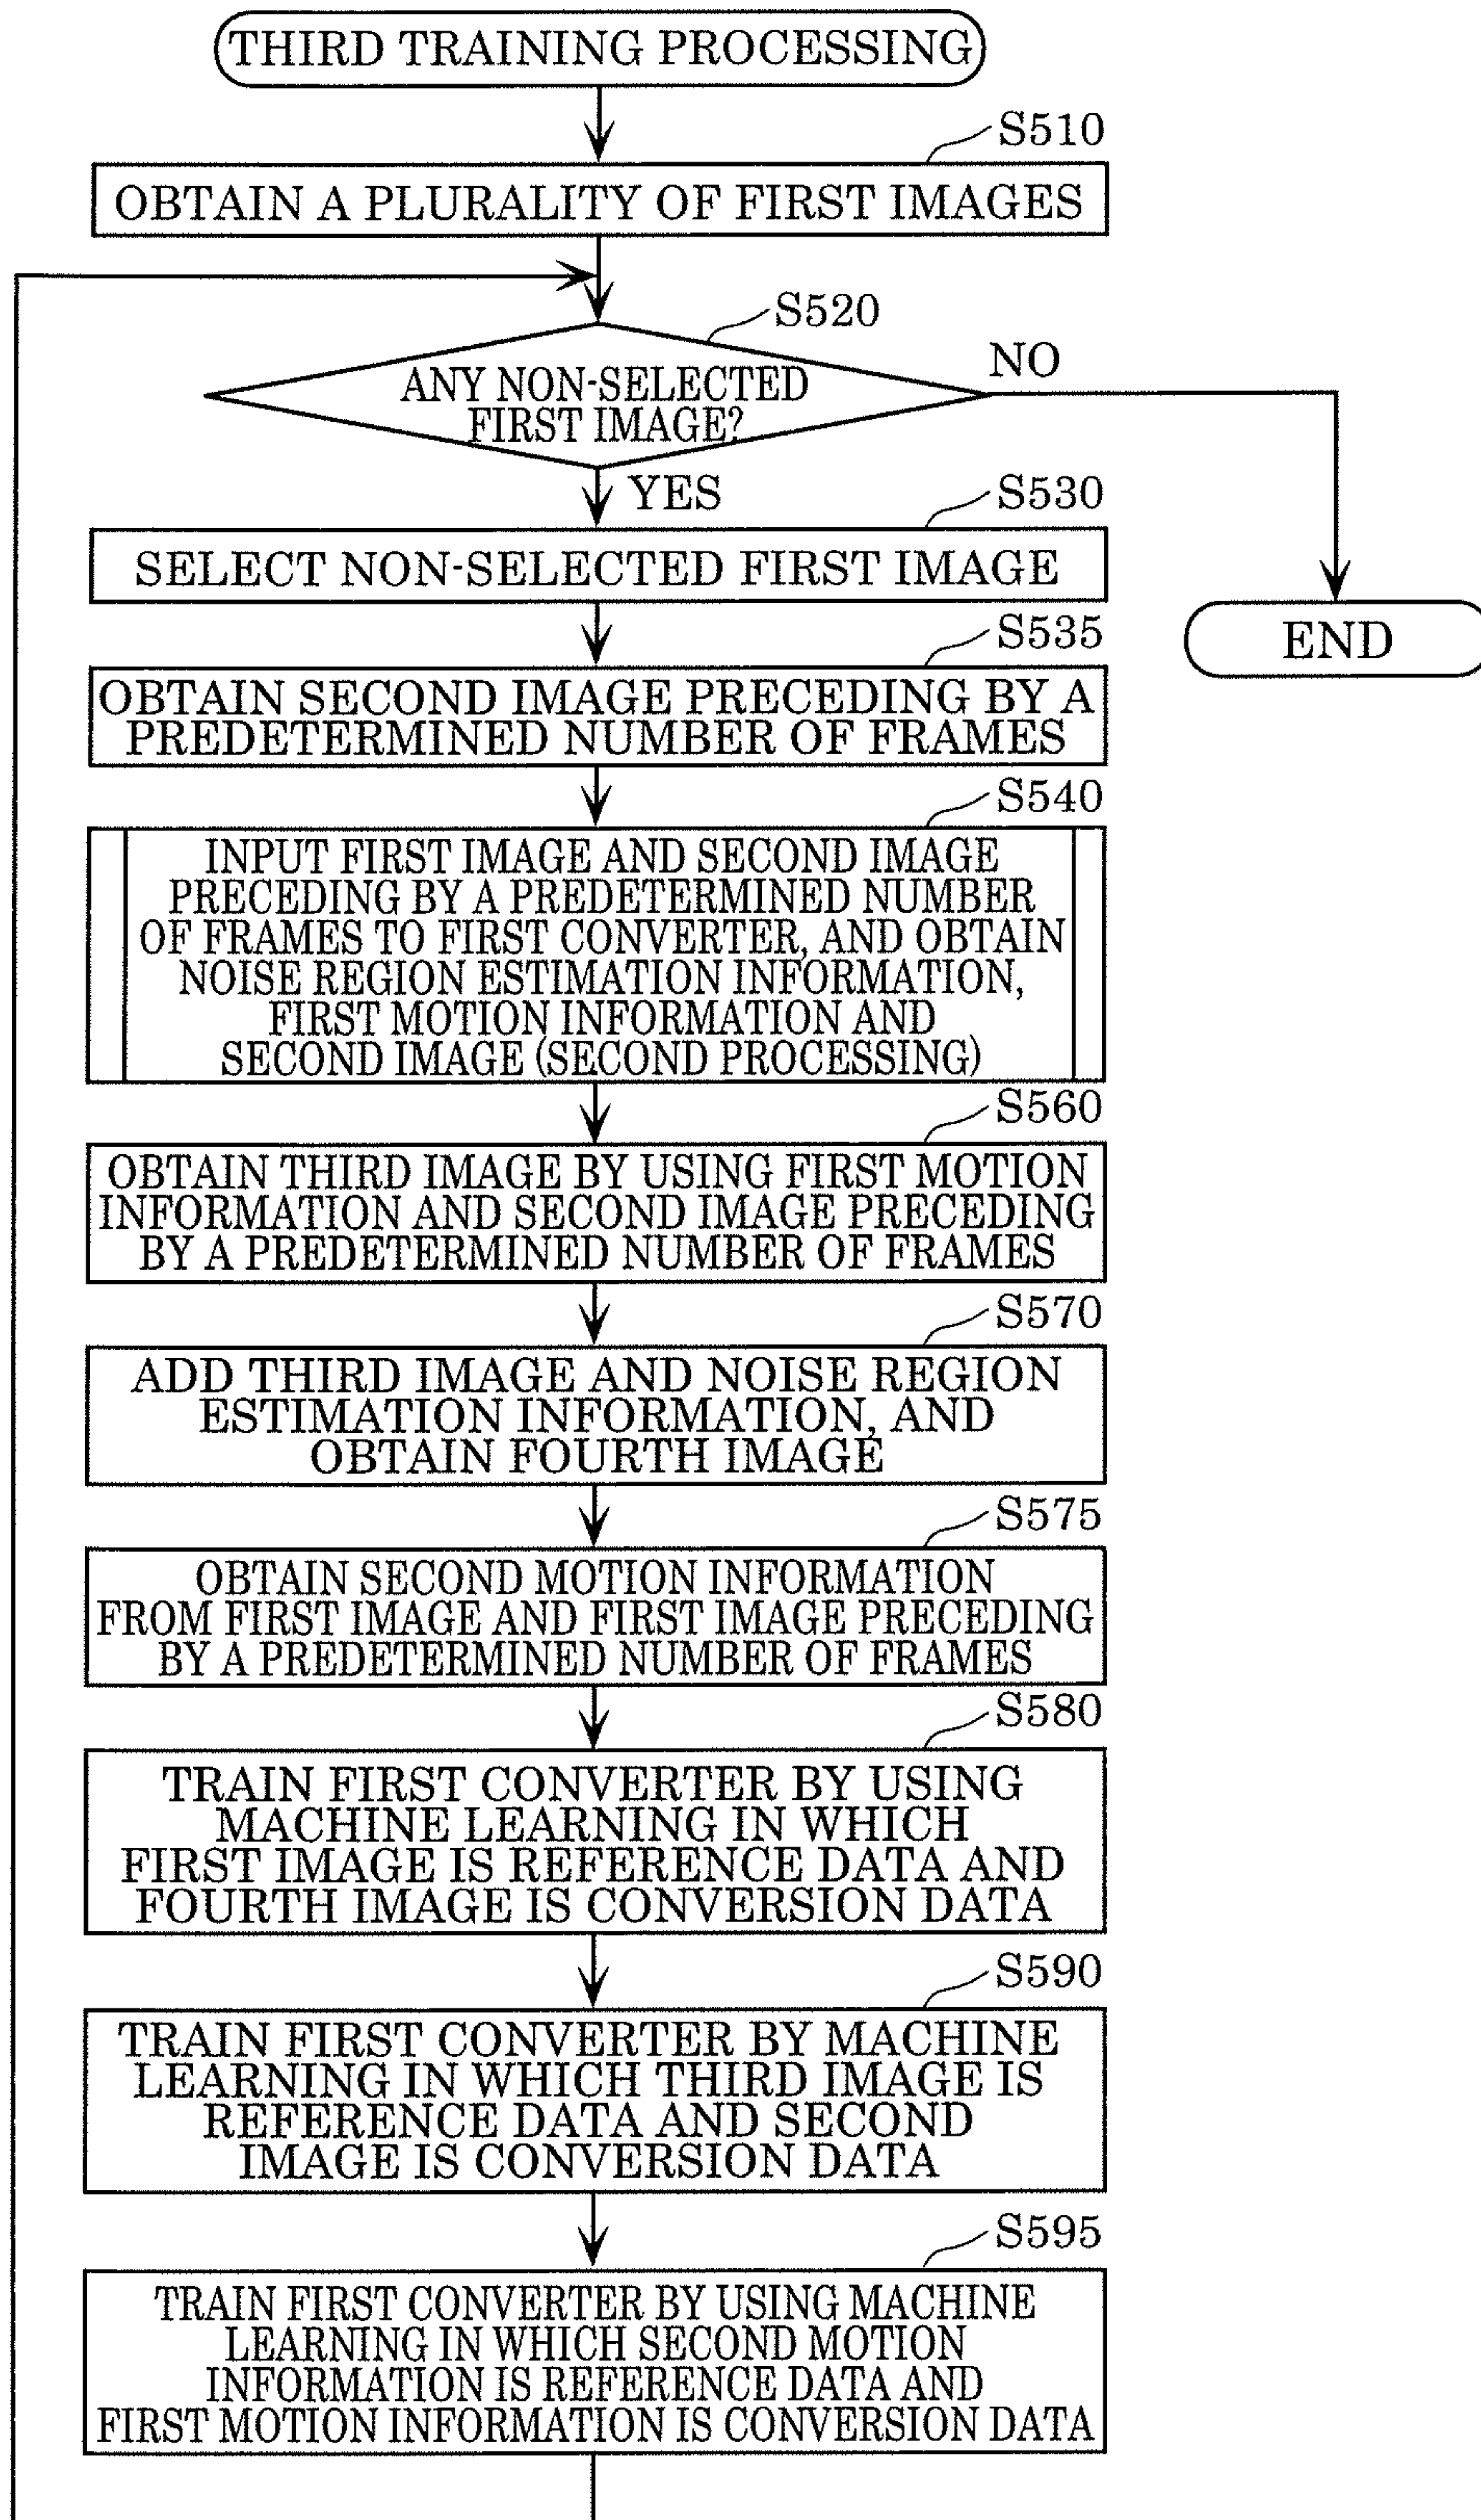 THIRD TRAINING PROCESSING
S510
OBTAIN A PLURALITY OF FIRST IMAGES
S520
ANY NON-SELECTED
FIRST IMAGE?
NO
YES
S530
SELECT NON-SELECTED FIRST IMAGE
END
S535
OBTAIN SECOND IMAGE PRECEDING BY A
PREDETERMINED NUMBER OF FRAMES
S540
INPUT FIRST IMAGE AND SECOND IMAGE
PRECEDING BY A PREDETERMINED NUMBER
OF FRAMES TO FIRST CONVERTER, AND OBTAIN
NOISE REGION ESTIMATION INFORMATION,
FIRST MOTION INFORMATION AND
SECOND IMAGE (SECOND PROCESSING)
S560
OBTAIN THIRD IMAGE BY USING FIRST MOTION
INFORMATION AND SECOND IMAGE PRECEDING
BY A PREDETERMINED NUMBER OF FRAMES
S570
ADD THIRD IMAGE AND NOISE REGION
ESTIMATION INFORMATION, AND
OBTAIN FOURTH IMAGE
S575
OBTAIN SECOND MOTION INFORMATION
FROM FIRST IMAGE AND FIRST IMAGE PRECEDING
BY A PREDETERMINED NUMBER OF FRAMES
S580
TRAIN FIRST CONVERTER BY USING
MACHINE LEARNING IN WHICH
FIRST IMAGE IS REFERENCE DATA AND
FOURTH IMAGE IS CONVERSION DATA
S590
TRAIN FIRST CONVERTER BY MACHINE
LEARNING IN WHICH THIRD IMAGE IS
REFERENCE DATA AND SECOND
IMAGE IS CONVERSION DATA
S595
TRAIN FIRST CONVERTER BY USING MACHINE
LEARNING IN WHICH SECOND MOTION
INFORMATION IS REFERENCE DATA AND
FIRST MOTION INFORMATION IS CONVERSION DATA